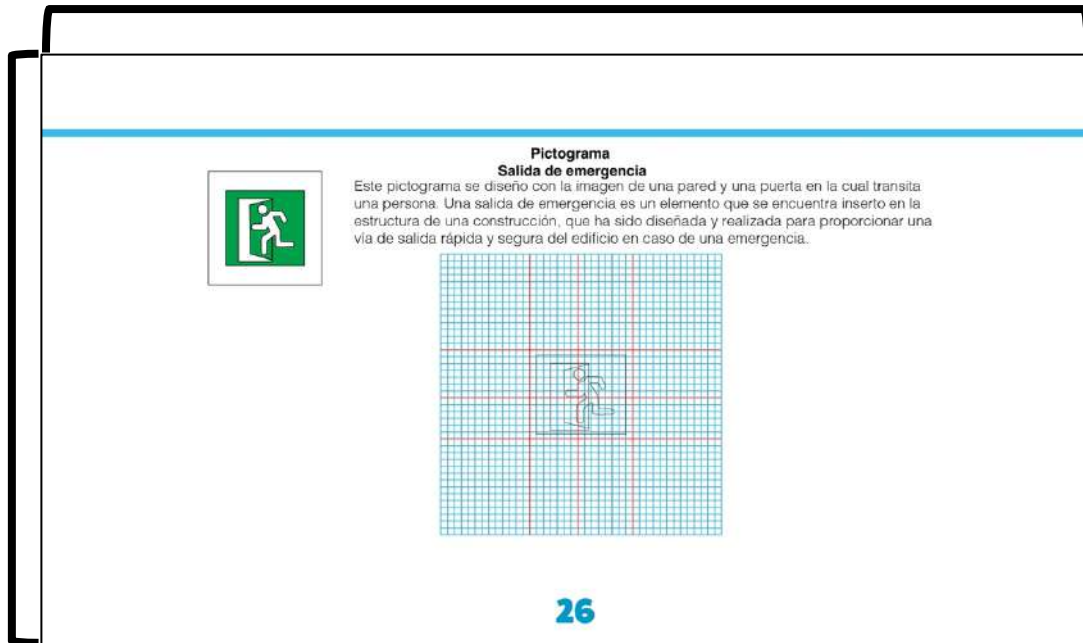 Pictograma
Salida de emergencia
Este pictograma se diseño con la imagen de una pared y una puerta en la cual transita
una persona. Una salida de emergencia es un elemento que se encuentra inserto en la
estructura de una construcción, que ha sido diseñada y realizada para proporcionar una
vía de salida rápida y segura del edificio en caso de una emergencia.
26